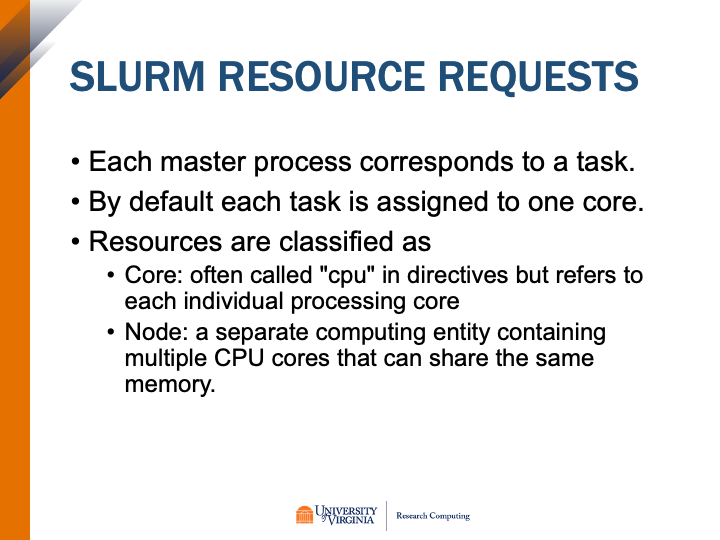 SLURM RESOURCE REQUESTS
• Each master process corresponds to a task.
• By default each task is assigned to one core.
• Resources are classified as
• Core: often called "cpu" in directives but refers to
each individual processing core
• Node: a separate computing entity containing
multiple CPU cores that can share the same
memory.
UNIVERSITY
of VIRGINIA
Research Computing